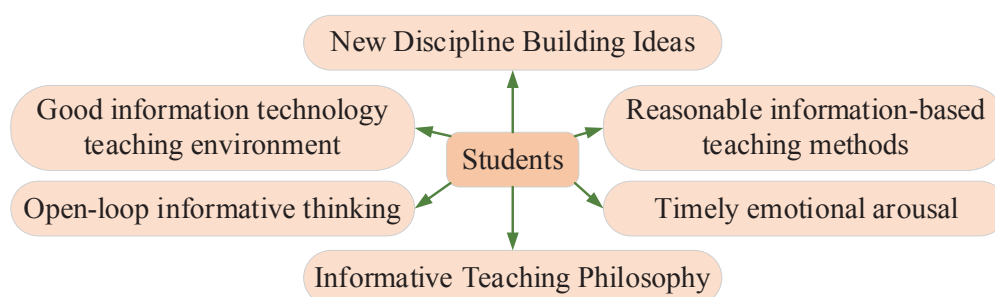 New Discipline Building Ideas
Good information technology
teaching environment
Reasonable information-based
teaching methods
Students
Open-loop informative thinking
Timely emotional arousal
Informative Teaching Philosophy